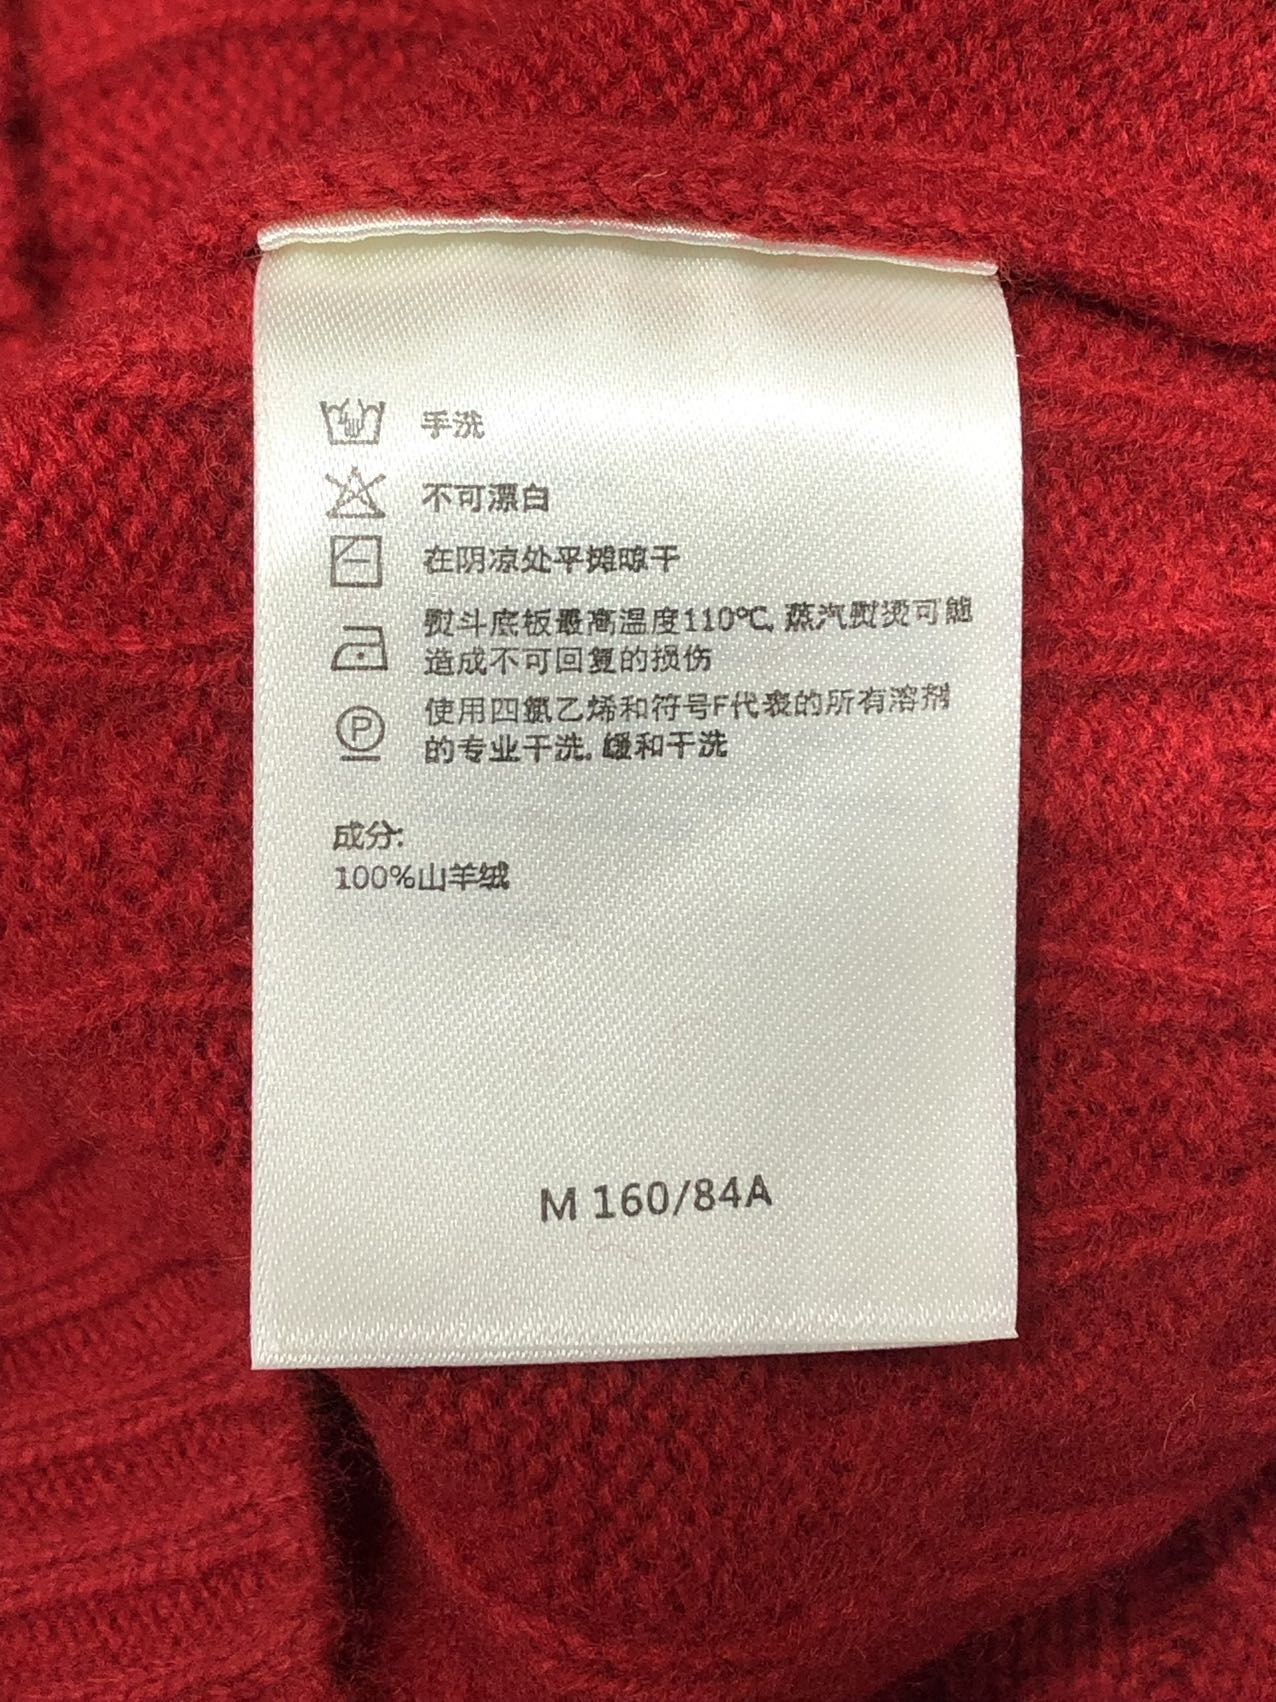 手洗
不可漂白
在阴凉处平摊晾干
熨斗底板最高温度110℃, 蒸汽熨烫可能
造成不可回复的损伤
P
使用四氯乙烯和符号F代表的所有溶剂
的专业干洗, 缓和干洗
成分:
100%山羊绒
M 160/84A